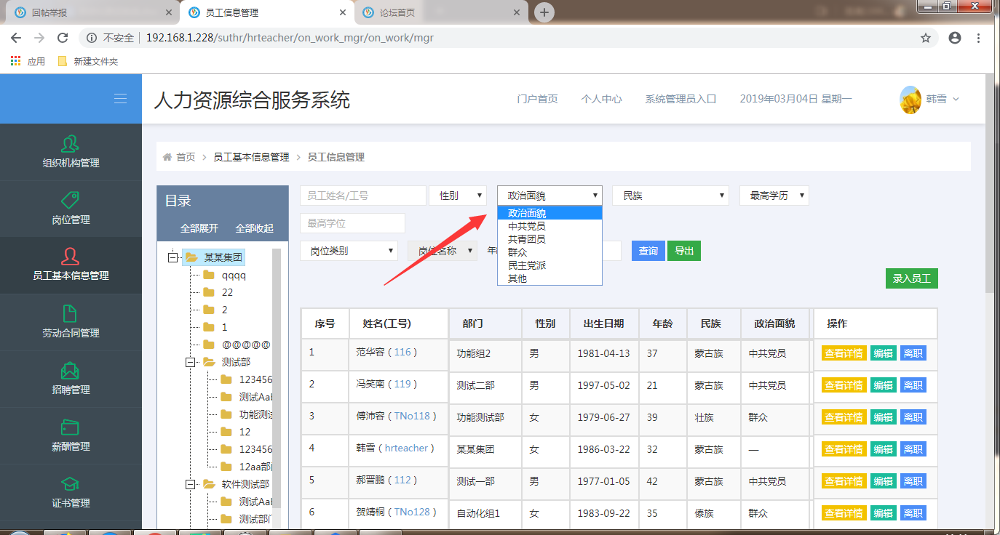 回帖举报
员工信息管理
论坛首页
不安全 192.168.1.228/suthr/hrteacher/on_work_mgr/on_work/mgr
应用 新建文件夹
人力资源综合服务系统
门户首页 个人中心 系统管理员入口 2019年03月04日 星期一 韩雪
组织机构管理
岗位管理
员工基本信息管理
劳动合同管理
招聘管理
薪酬管理
证书管理
首页 > 员工基本信息管理 > 员工信息管理
目录
全部展开 全部收起
某某集团
qqqq
22
2
1
@@@@@
测试部
123456
测试Aab
功能测试
12
123456
12aa部门
软件测试部
测试Aab
测试部门
员工姓名/工号 性别 政治面貌 民族 最高学历
政治面貌
中共党员
共青团员
群众
民主党派
其他
最高学位
岗位类别 岗位名称 查询 导出
录入员工
序号 姓名(工号) 部门 性别 出生日期 年龄 民族 政治面貌 操作
1 范华容（116） 功能组2 男 1981-04-13 37 蒙古族 中共党员 查看详情 编辑 离职
2 冯笑南（119） 测试二部 男 1997-05-02 21 蒙古族 中共党员 查看详情 编辑 离职
3 傅沛容（TNo118） 功能测试部 女 1979-06-27 39 壮族 群众 查看详情 编辑 离职
4 韩雪（hrteacher） 某某集团 女 1986-03-22 32 蒙古族 — 查看详情 编辑 离职
5 郝晋鹏（112） 测试一部 男 1977-01-05 42 蒙古族 中共党员 查看详情 编辑 离职
6 贺靖桐（TNo128） 自动化组1 女 1983-09-22 35 傣族 群众 查看详情 编辑 离职